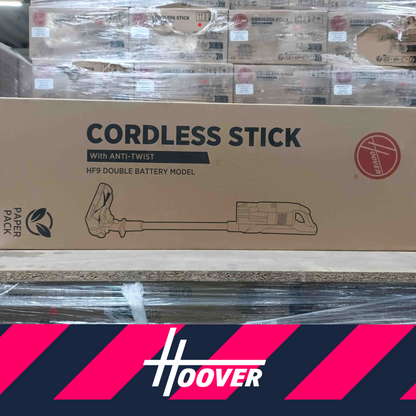 CORDLESS STICK
With ANTI-TWIST
HF9 DOUBLE BATTERY MODEL
HOOVER
PAPER
PACK
HOOVER